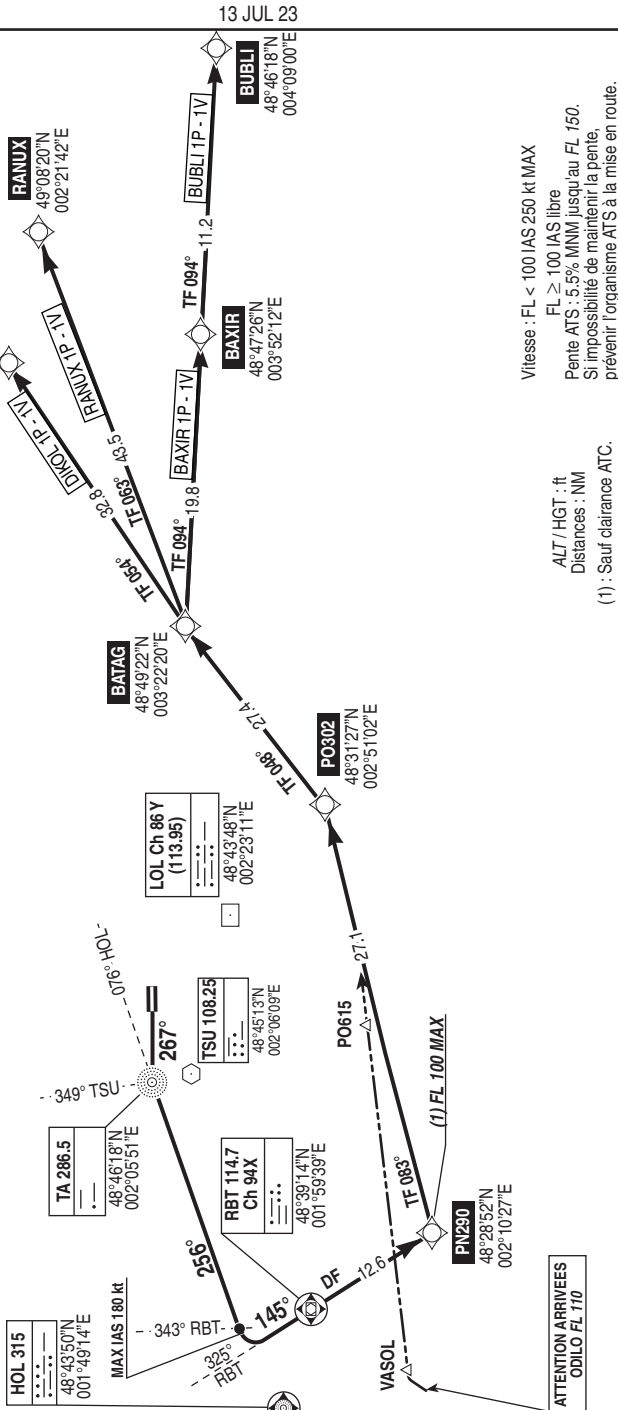 13 JUL 23
RANUX
49°08'20"N
002°21'42"E
BUBLI
48°46'18"N
004°09'00"E
DIKOL 1P - 1V
32.8
TF 054°
RANUX 1P - 1V
43.5
TF 063°
BUBLI 1P - 1V
11.2
TF 094°
BAXIR
48°47'26"N
003°52'12"E
BAXIR 1P - 1V
19.8
TF 094°
BATAG
48°49'22"N
003°22'20"E
27.4
TF 048°
PO302
48°31'27"N
002°51'02"E
LOL Ch 86 Y
(113.95)
48°43'48"N
002°23'11"E
076° HOL
267°
349° TSU
TSU 108.25
48°45'13"N
002°06'09"E
TA 286.5
48°46'18"N
002°05'51"E
256°
RBT 114.7
Ch 94X
48°39'14"N
001°59'39"E
HOL 315
48°43'50"N
001°49'14"E
MAX IAS 180 kt
343° RBT
325°
RBT
145°
DF
12.6
27.1
PO615
TF 083°
(1) FL 100 MAX
PN290
48°28'52"N
002°10'27"E
VASOL
ATTENTION ARRIVEES
ODILO FL 110
Vitesse : FL < 100 IAS 250 kt MAX
FL ≥ 100 IAS libre
Pente ATS : 5.5% MNM jusqu'au FL 150.
Si impossibilité de maintenir la pente,
prévenir l'organisme ATS à la mise en route.
ALT / HGT : ft
Distances : NM
(1) : Sauf clairance ATC.